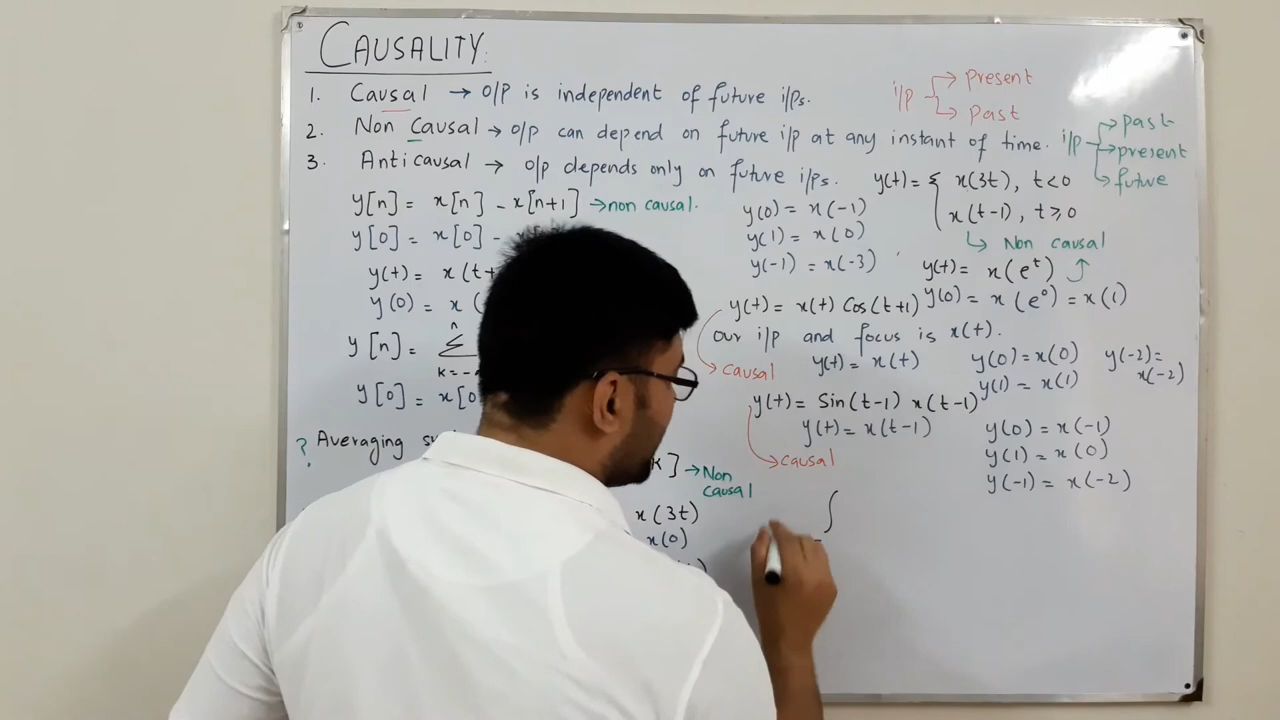 CAUSALITY:
1. Causal → O/P is independent of future i/Ps.
i/p → Present
→ Past
2. Non Causal → O/P can depend on future i/p at any instant of time.
i/p → past
→ present
→ future
3. Anticausal → O/P depends only on future i/Ps.
y[n] = x[n] - x[n+1] → non causal.
y[0] = x[0] -
y(t) = x(t+
y(0) = x(
y[n] = n Σ k=-
y[0] = x[0
? Averaging
k] → Non causal
x(3t)
x(0)
y(t) = { x(3t), t<0
x(t-1), t≥0
↳ Non causal
y(0) = x(-1)
y(1) = x(0)
y(-1) = x(-3)
y(t) = x(e^t)
y(0) = x(e^0) = x(1)
y(t) = x(t) Cos(t+1)
our i/p and focus is x(t).
→ causal
y(t) = x(t)
y(0) = x(0)
y(1) = x(1)
y(-2) = x(-2)
y(t) = Sin(t-1) x(t-1)
y(t) = x(t-1)
→ causal
y(0) = x(-1)
y(1) = x(0)
y(-1) = x(-2)
∫